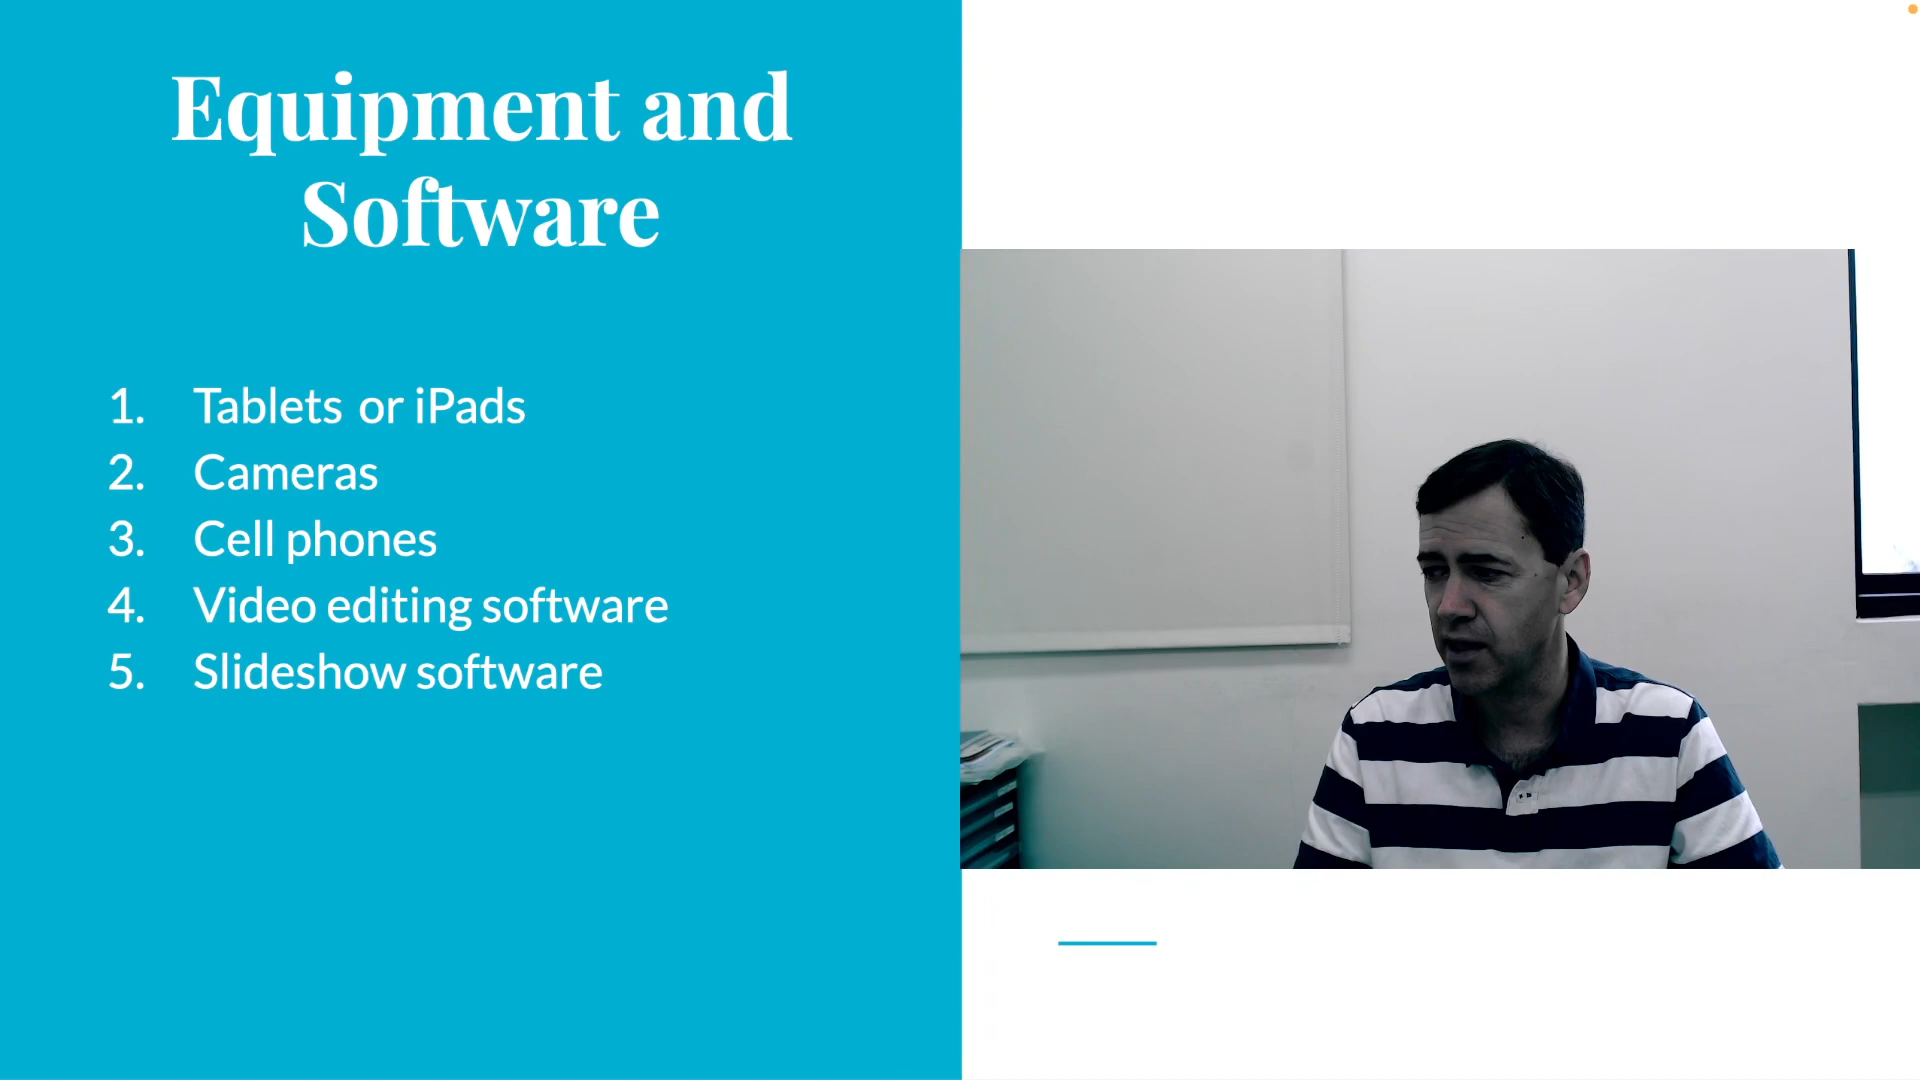 Equipment and
Software
1. Tablets or iPads
2. Cameras
3. Cell phones
4. Video editing software
5. Slideshow software